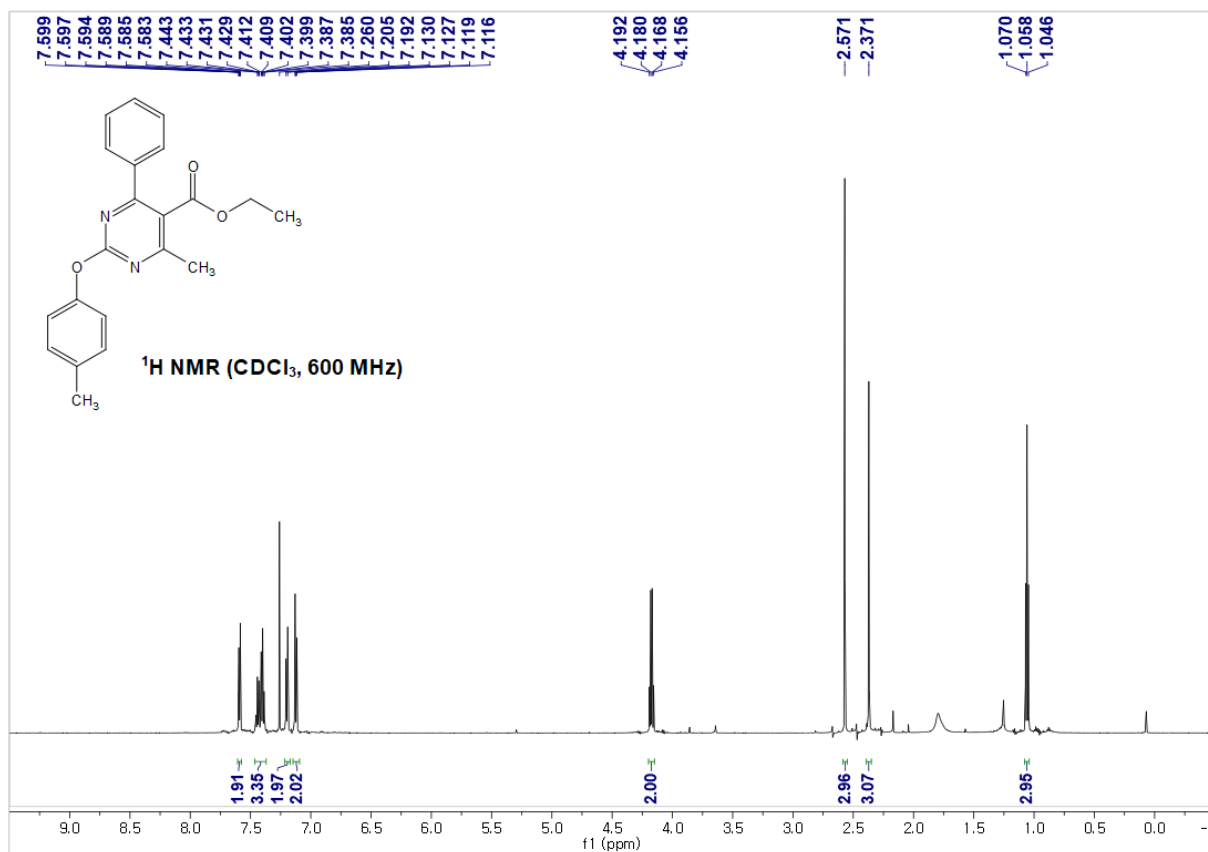 7.599 7.597 7.594 7.589 7.585 7.583 7.443 7.433 7.431 7.429 7.412 7.409 7.402 7.399 7.387 7.385 7.260 7.205 7.192 7.130 7.127 7.119 7.116 4.192 4.180 4.168 4.156 2.571 2.371 1.070 1.058 1.046
O
N
O
CH₃
O
N
CH₃
¹H NMR (CDCl₃, 600 MHz)
CH₃
1.91 3.35 1.97 2.02 2.00 2.96 3.07 2.95
9.0 8.5 8.0 7.5 7.0 6.5 6.0 5.5 5.0 4.5 4.0 3.5 3.0 2.5 2.0 1.5 1.0 0.5 0.0 -
f1 (ppm)